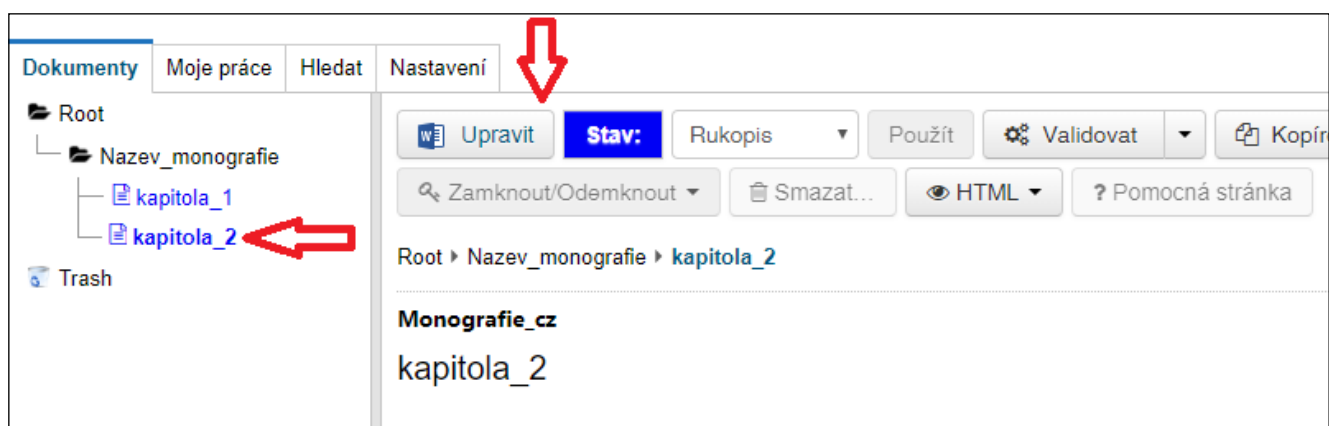 Dokumenty Moje práce Hledat Nastavení
Root
Nazev_monografie
kapitola_1
kapitola_2
Trash
Upravit Stav: Rukopis Použít Validovat
Zamknout/Odemknout Smazat... HTML ? Pomocná stránka
Root Nazev_monografie kapitola_2
Monografie_cz
kapitola_2